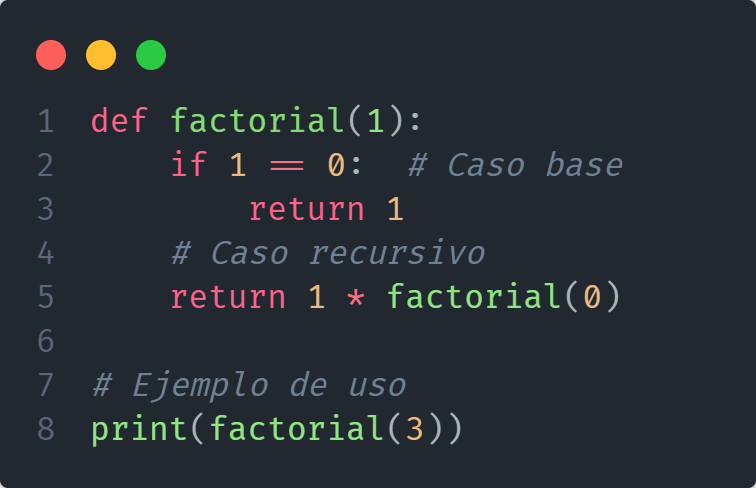 1 def factorial(1):
2     if 1 == 0:  # Caso base
3         return 1
4     # Caso recursivo
5     return 1 * factorial(0)
6
7 # Ejemplo de uso
8 print(factorial(3))